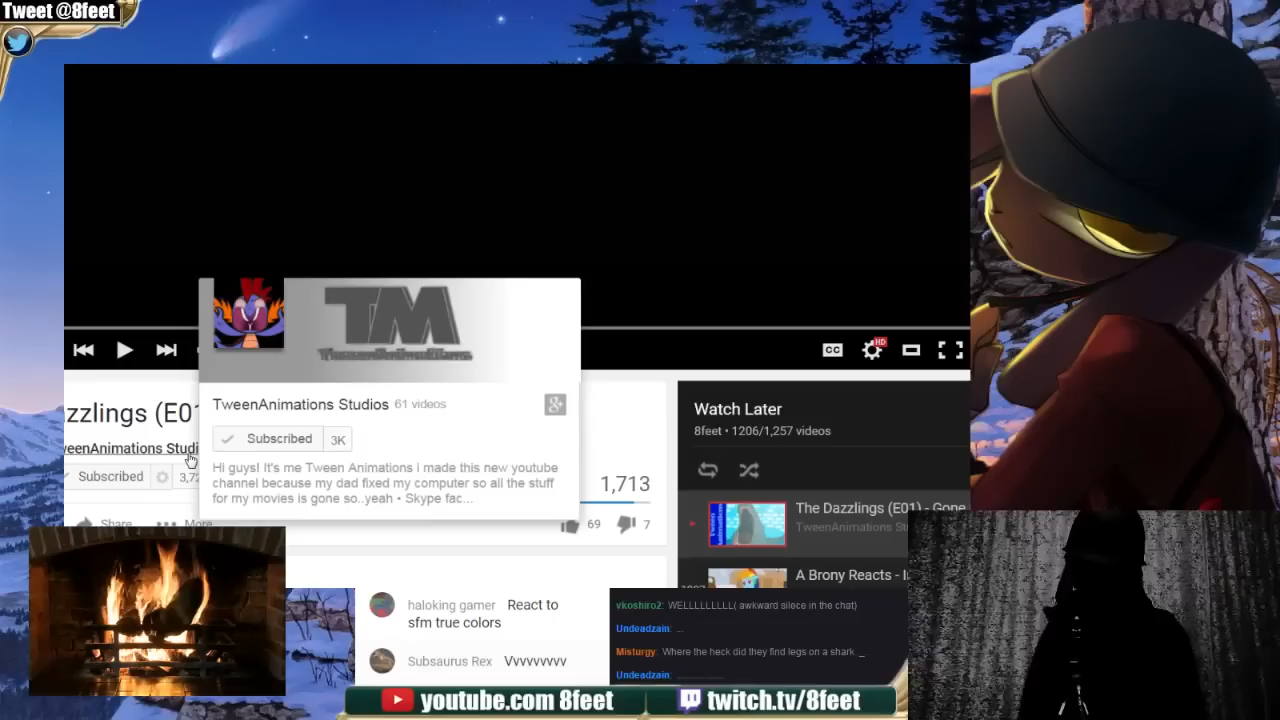 Tweet @8feet
TM
TweenAnimations
CC
HD
TweenAnimations Studios 61 videos
Subscribed 3K
Hi guys! It's me Tween Animations i made this new youtube
channel because my dad fixed my computer so all the stuff
for my movies is gone so..yeah • Skype fac...
zzlings (E01
eenAnimations Studi
Subscribed 3,7
Share More
1,713
69 7
Watch Later
8feet • 1206/1,257 videos
The Dazzlings (E01) - Gone
TweenAnimations Stu
A Brony Reacts - I
haloking gamer React to
sfm true colors
Subsaurus Rex Vvvvvvvvv
vkoshiro2: WELLLLLLLLL( awkward silece in the chat)
Undeadzain: ...
Misturgy: Where the heck did they find legs on a shark _
Undeadzain: ................
youtube.com 8feet
twitch.tv/8feet